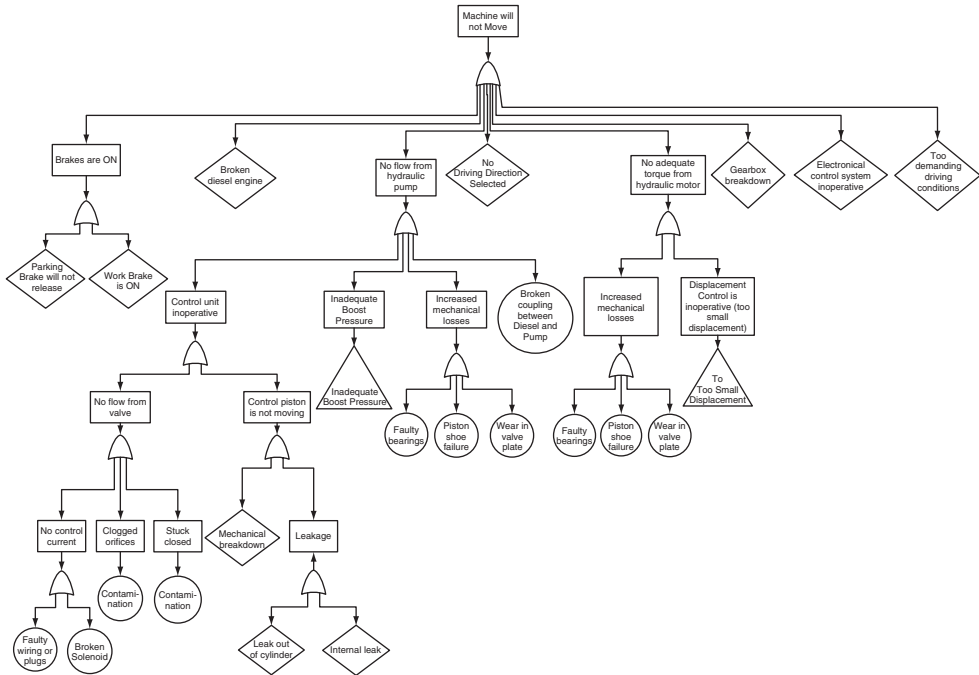 Machine will
not Move
Brakes are ON
Broken
diesel engine
No flow from
hydraulic
pump
No
Driving Direction
Selected
No adequate
torque from
hydraulic motor
Gearbox
breakdown
Electronical
control system
inoperative
Too
demanding
driving
conditions
Parking
Brake will not
release
Work Brake
is ON
Control unit
inoperative
Inadequate
Boost
Pressure
Increased
mechanical
losses
Broken
coupling
between
Diesel and
Pump
Increased
mechanical
losses
Displacement
Control is
inoperative (too
small
displacement)
Inadequate
Boost Pressure
To
Too Small
Displacement
No flow from
valve
Control piston
is not moving
Faulty
bearings
Piston
shoe
failure
Wear in
valve
plate
Faulty
bearings
Piston
shoe
failure
Wear in
valve
plate
No control
current
Clogged
orifices
Stuck
closed
Mechanical
breakdown
Leakage
Contami-
nation
Contami-
nation
Faulty
wiring or
plugs
Broken
Solenoid
Leak out
of cylinder
Internal leak